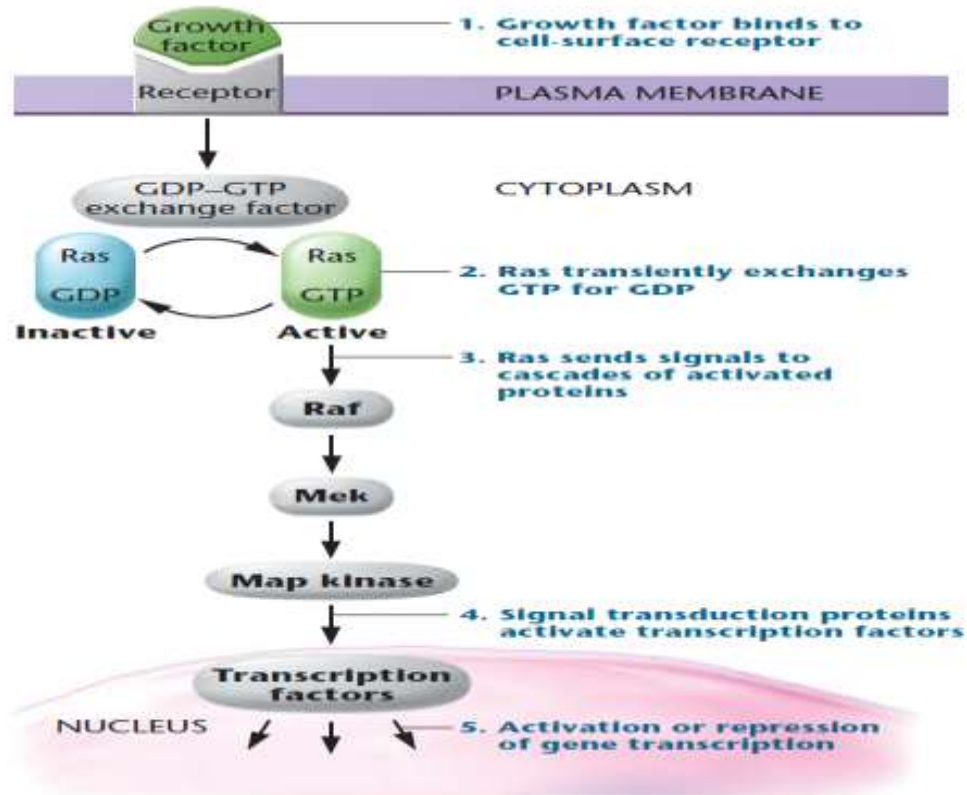 Growth
factor
1. Growth factor binds to
cell-surface receptor
Receptor
PLASMA MEMBRANE
GDP–GTP
exchange factor
CYTOPLASM
Ras
GDP
Inactive
Ras
GTP
Active
2. Ras transiently exchanges
GTP for GDP
3. Ras sends signals to
cascades of activated
proteins
Raf
Mek
Map kinase
4. Signal transduction proteins
activate transcription factors
Transcription
factors
NUCLEUS
5. Activation or repression
of gene transcription